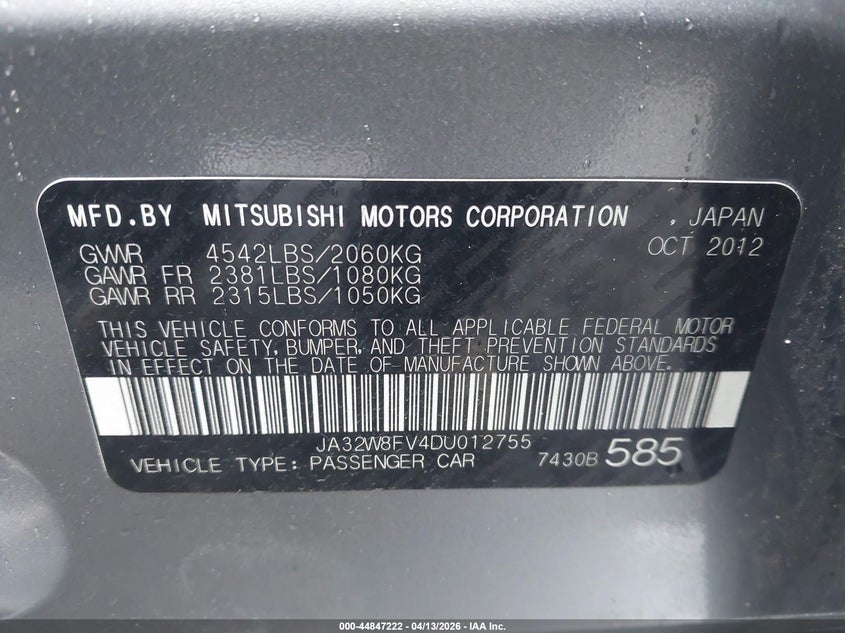 MFD.BY MITSUBISHI MOTORS CORPORATION , JAPAN
OCT 2012
GVWR 4542LBS/2060KG
GAWR FR 2381LBS/1080KG
GAWR RR 2315LBS/1050KG
THIS VEHICLE CONFORMS TO ALL APPLICABLE FEDERAL MOTOR
VEHICLE SAFETY, BUMPER, AND THEFT PREVENTION STANDARDS
IN EFFECT ON THE DATE OF MANUFACTURE SHOWN ABOVE.
JA32W8FV4DU012755
VEHICLE TYPE: PASSENGER CAR 7430B 585
000-44847222 - 04/13/2026 - IAA Inc.